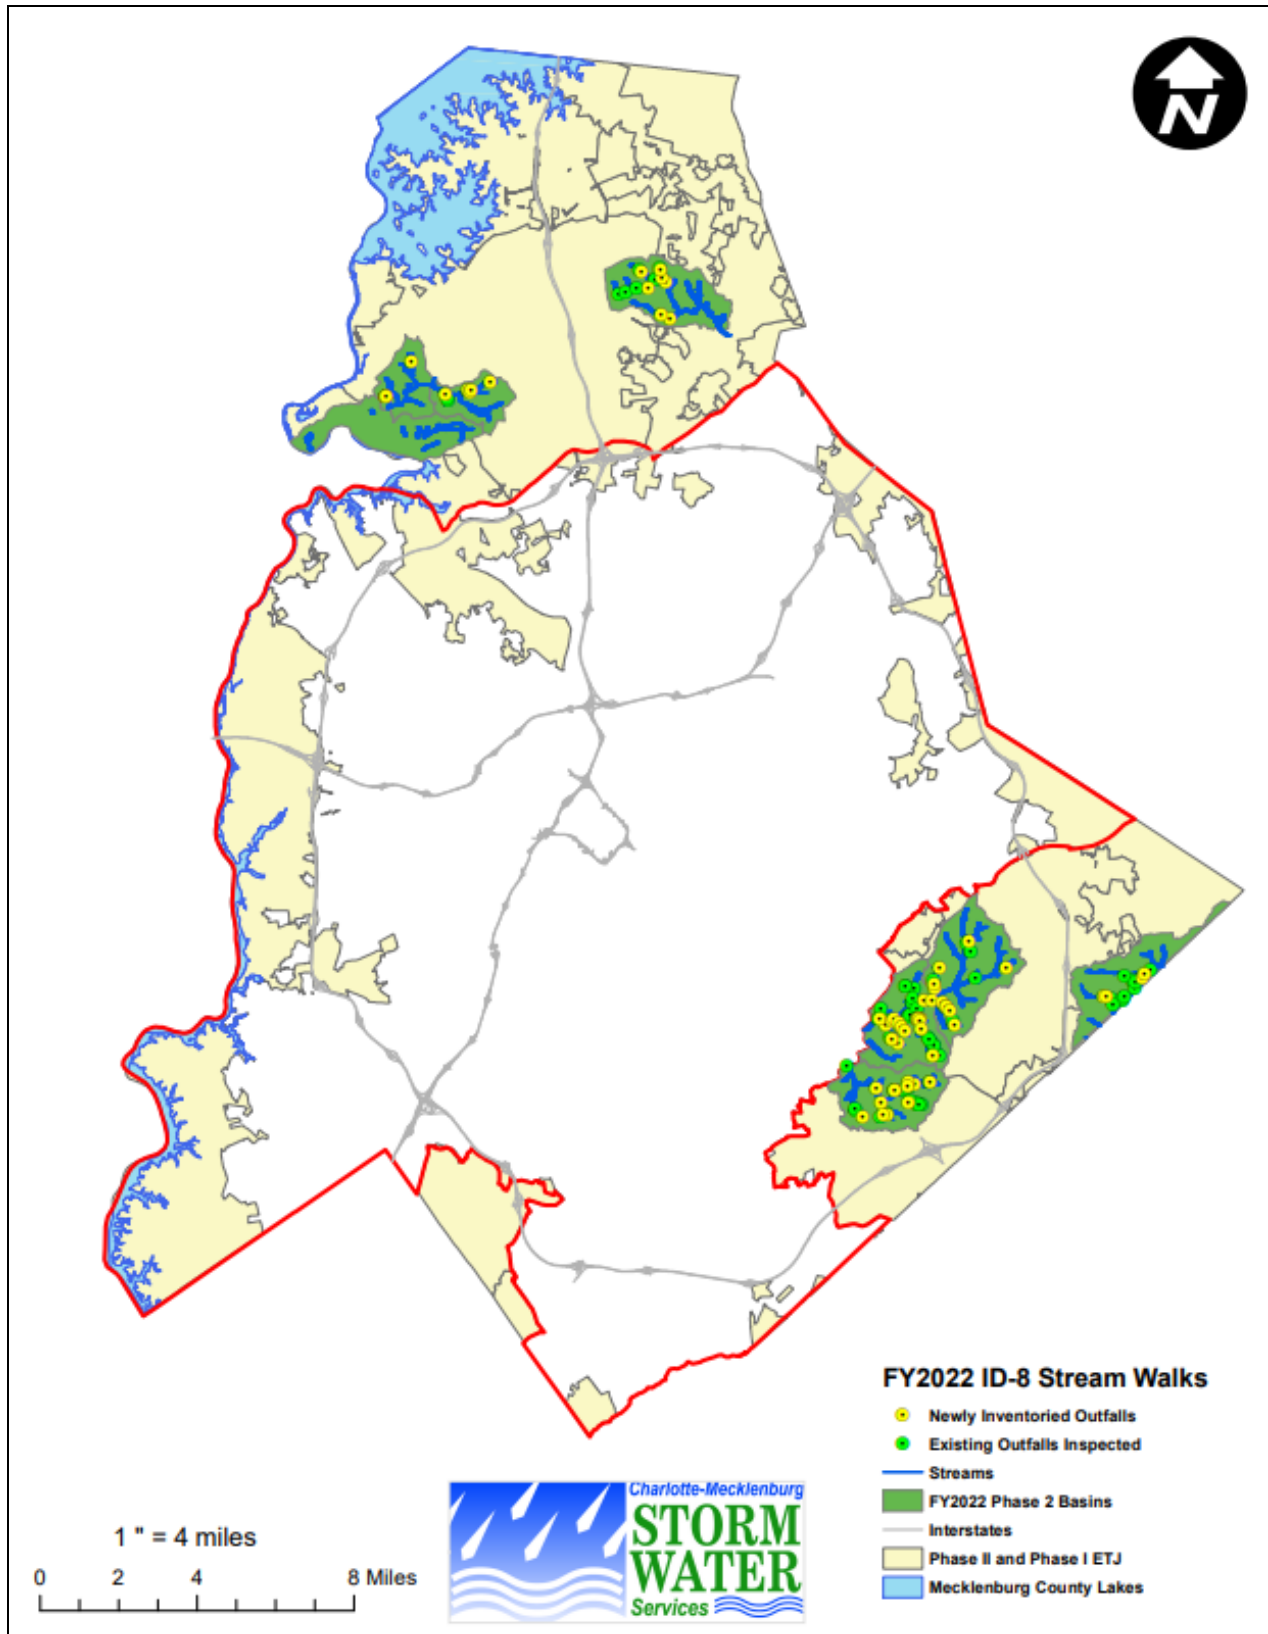 N
FY2022 ID-8 Stream Walks
Newly Inventoried Outfalls
Existing Outfalls Inspected
Streams
FY2022 Phase 2 Basins
Interstates
Phase II and Phase I ETJ
Mecklenburg County Lakes
1 " = 4 miles
0 2 4 8 Miles
Charlotte-Mecklenburg
STORM
WATER
Services